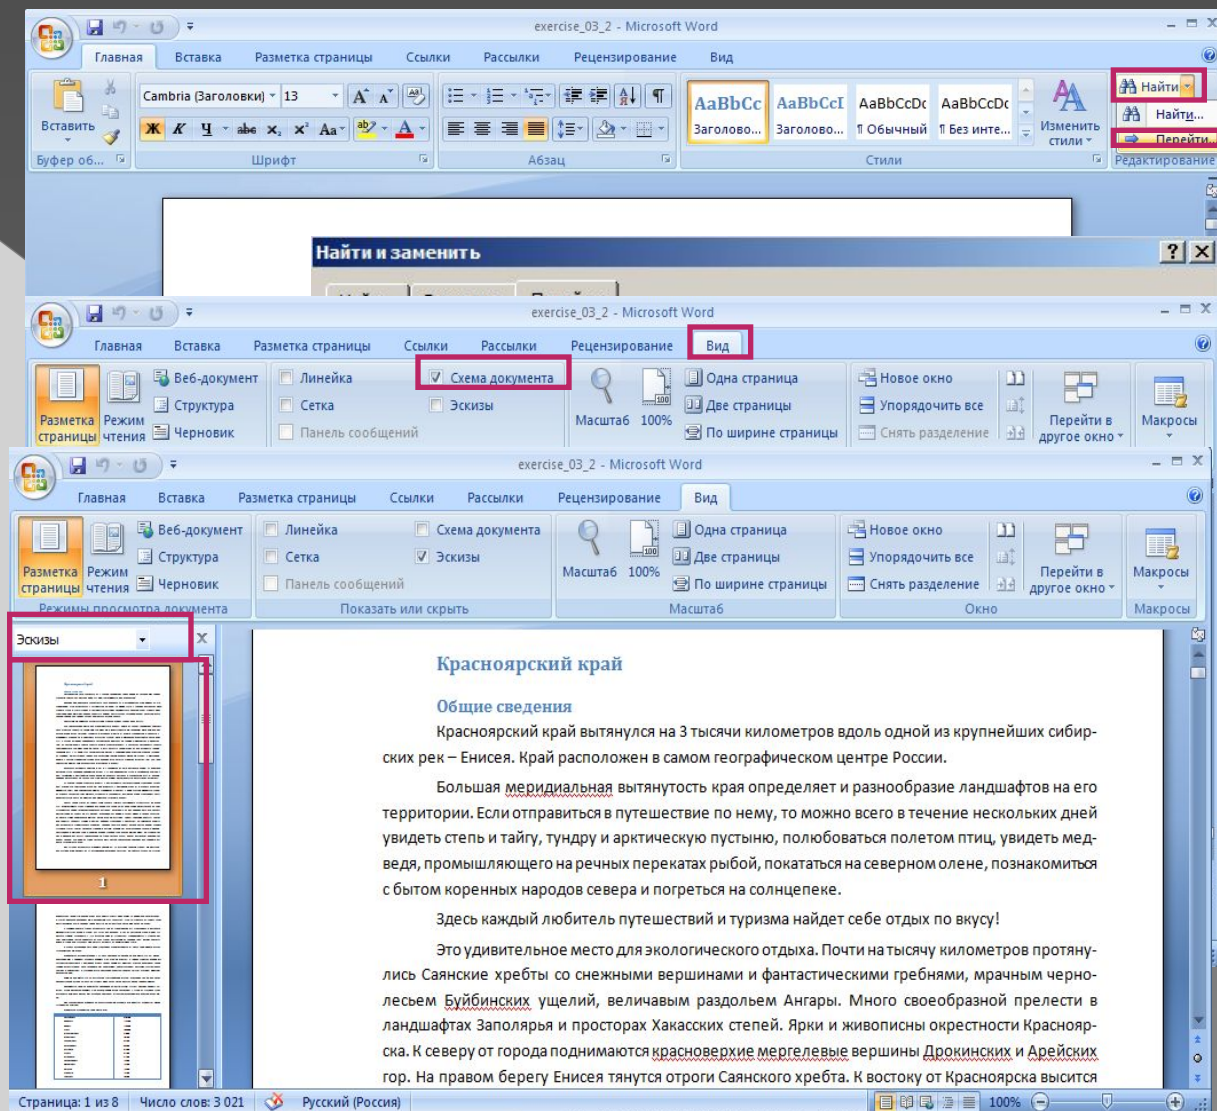 exercise_03_2 - Microsoft Word
Главная Вставка Разметка страницы Ссылки Рассылки Рецензирование Вид
Cambria (Заголовки) 13
Вставить
Ж К Ч abe x₂ x² Aa ab A
AaBbCc AaBbCcI AaBbCcDc AaBbCcDc
Заголово... Заголово... ¶ Обычный ¶ Без инте...
Изменить стили
Найти
Найти...
Перейти...
Буфер об... Шрифт Абзац Стили Редактирование
Найти и заменить
exercise_03_2 - Microsoft Word
Главная Вставка Разметка страницы Ссылки Рассылки Рецензирование Вид
Разметка страницы
Режим чтения
Веб-документ
Структура
Черновик
Линейка
Сетка
Панель сообщений
Схема документа
Эскизы
Масштаб 100%
Одна страница
Две страницы
По ширине страницы
Новое окно
Упорядочить все
Снять разделение
Перейти в другое окно
Макросы
exercise_03_2 - Microsoft Word
Главная Вставка Разметка страницы Ссылки Рассылки Рецензирование Вид
Разметка страницы
Режим чтения
Веб-документ
Структура
Черновик
Линейка
Сетка
Панель сообщений
Схема документа
Эскизы
Масштаб 100%
Одна страница
Две страницы
По ширине страницы
Новое окно
Упорядочить все
Снять разделение
Перейти в другое окно
Макросы
Режимы просмотра документа Показать или скрыть Масштаб Окно Макросы
Эскизы
1
Красноярский край
Общие сведения
Красноярский край вытянулся на 3 тысячи километров вдоль одной из крупнейших сибир-
ских рек – Енисея. Край расположен в самом географическом центре России.
Большая меридиальная вытянутость края определяет и разнообразие ландшафтов на его
территории. Если отправиться в путешествие по нему, то можно всего в течение нескольких дней
увидеть степь и тайгу, тундру и арктическую пустыню, полюбоваться полетом птиц, увидеть мед-
ведя, промышляющего на речных перекатах рыбой, покататься на северном олене, познакомиться
с бытом коренных народов севера и погреться на солнцепеке.
Здесь каждый любитель путешествий и туризма найдет себе отдых по вкусу!
Это удивительное место для экологического отдыха. Почти на тысячу километров протяну-
лись Саянские хребты со снежными вершинами и фантастическими гребнями, мрачным черно-
лесьем Буйбинских ущелий, величавым раздольем Ангары. Много своеобразной прелести в
ландшафтах Заполярья и просторах Хакасских степей. Ярки и живописны окрестности Краснояр-
ска. К северу от города поднимаются красноверхие мергелевые вершины Дрокинских и Арейских
гор. На правом берегу Енисея тянутся отроги Саянского хребта. К востоку от Красноярска высится
Страница: 1 из 8 Число слов: 3 021 Русский (Россия) 100%